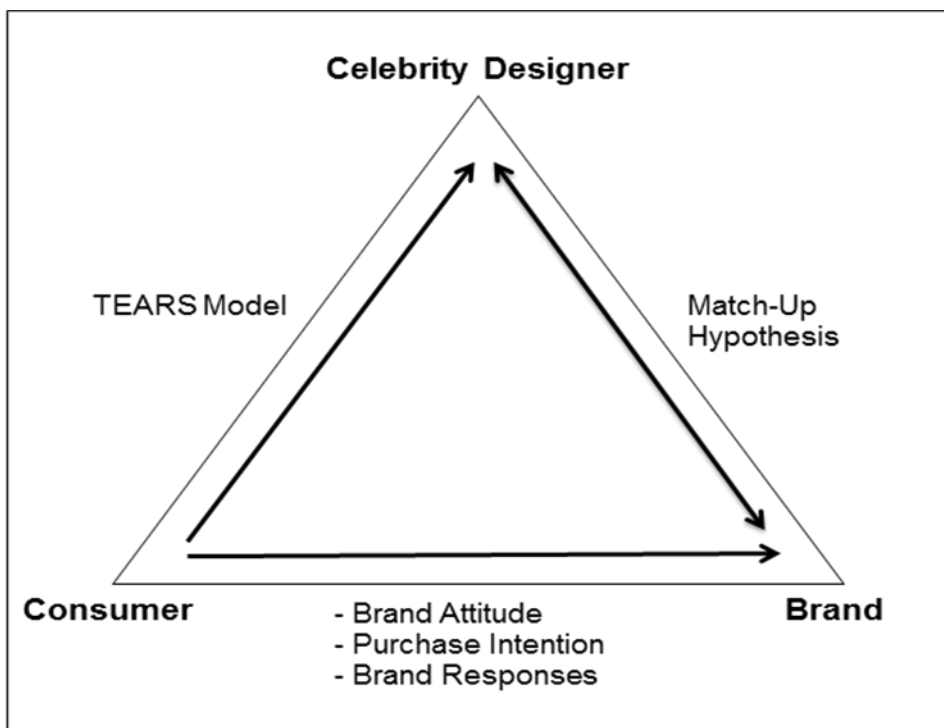 Celebrity Designer
TEARS Model
Match-Up
Hypothesis
Consumer
Brand
- Brand Attitude
- Purchase Intention
- Brand Responses